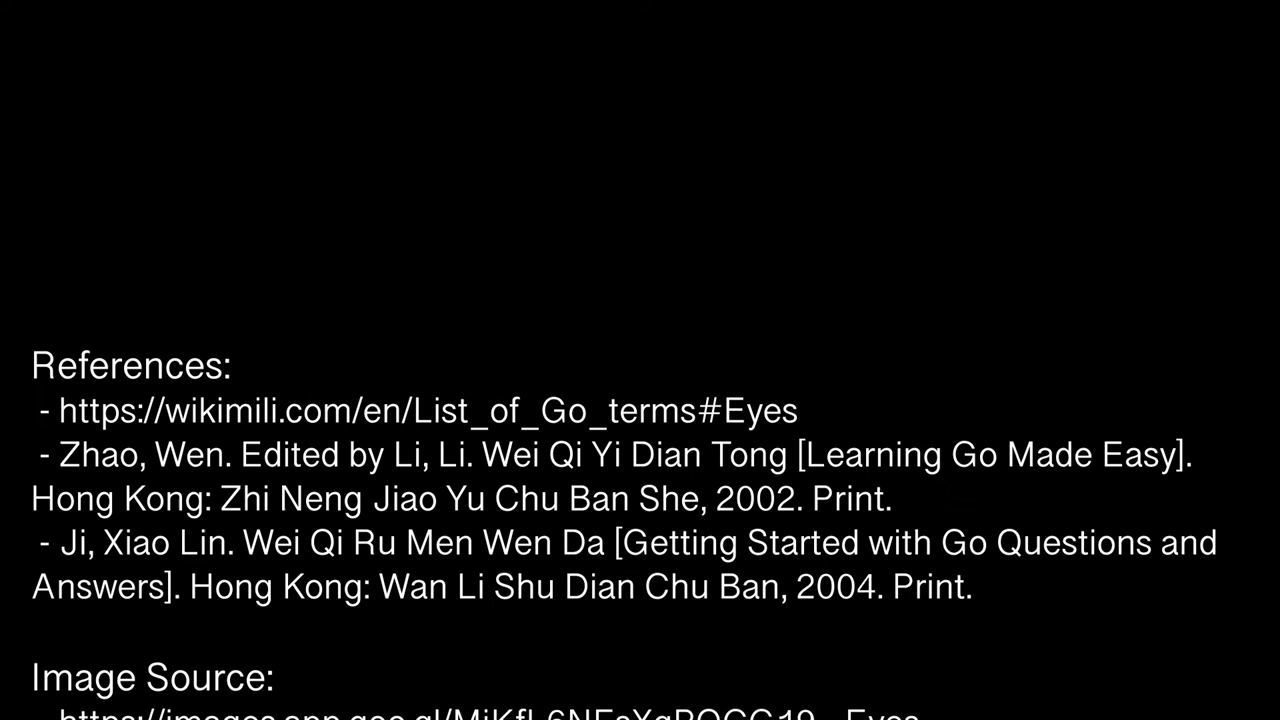 References:
- https://wikimili.com/en/List_of_Go_terms#Eyes
- Zhao, Wen. Edited by Li, Li. Wei Qi Yi Dian Tong [Learning Go Made Easy].
Hong Kong: Zhi Neng Jiao Yu Chu Ban She, 2002. Print.
- Ji, Xiao Lin. Wei Qi Ru Men Wen Da [Getting Started with Go Questions and
Answers]. Hong Kong: Wan Li Shu Dian Chu Ban, 2004. Print.
Image Source:
- Eyes